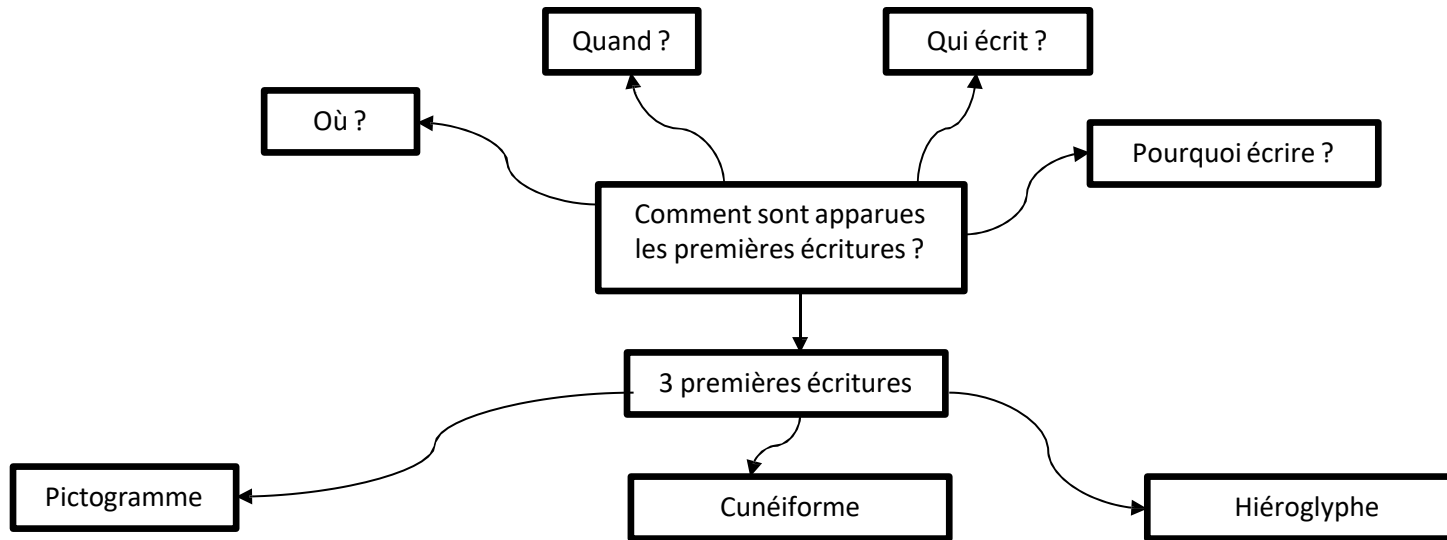 Quand ?
Qui écrit ?
Où ?
Pourquoi écrire ?
Comment sont apparues
les premières écritures ?
3 premières écritures
Pictogramme
Cunéiforme
Hiéroglyphe